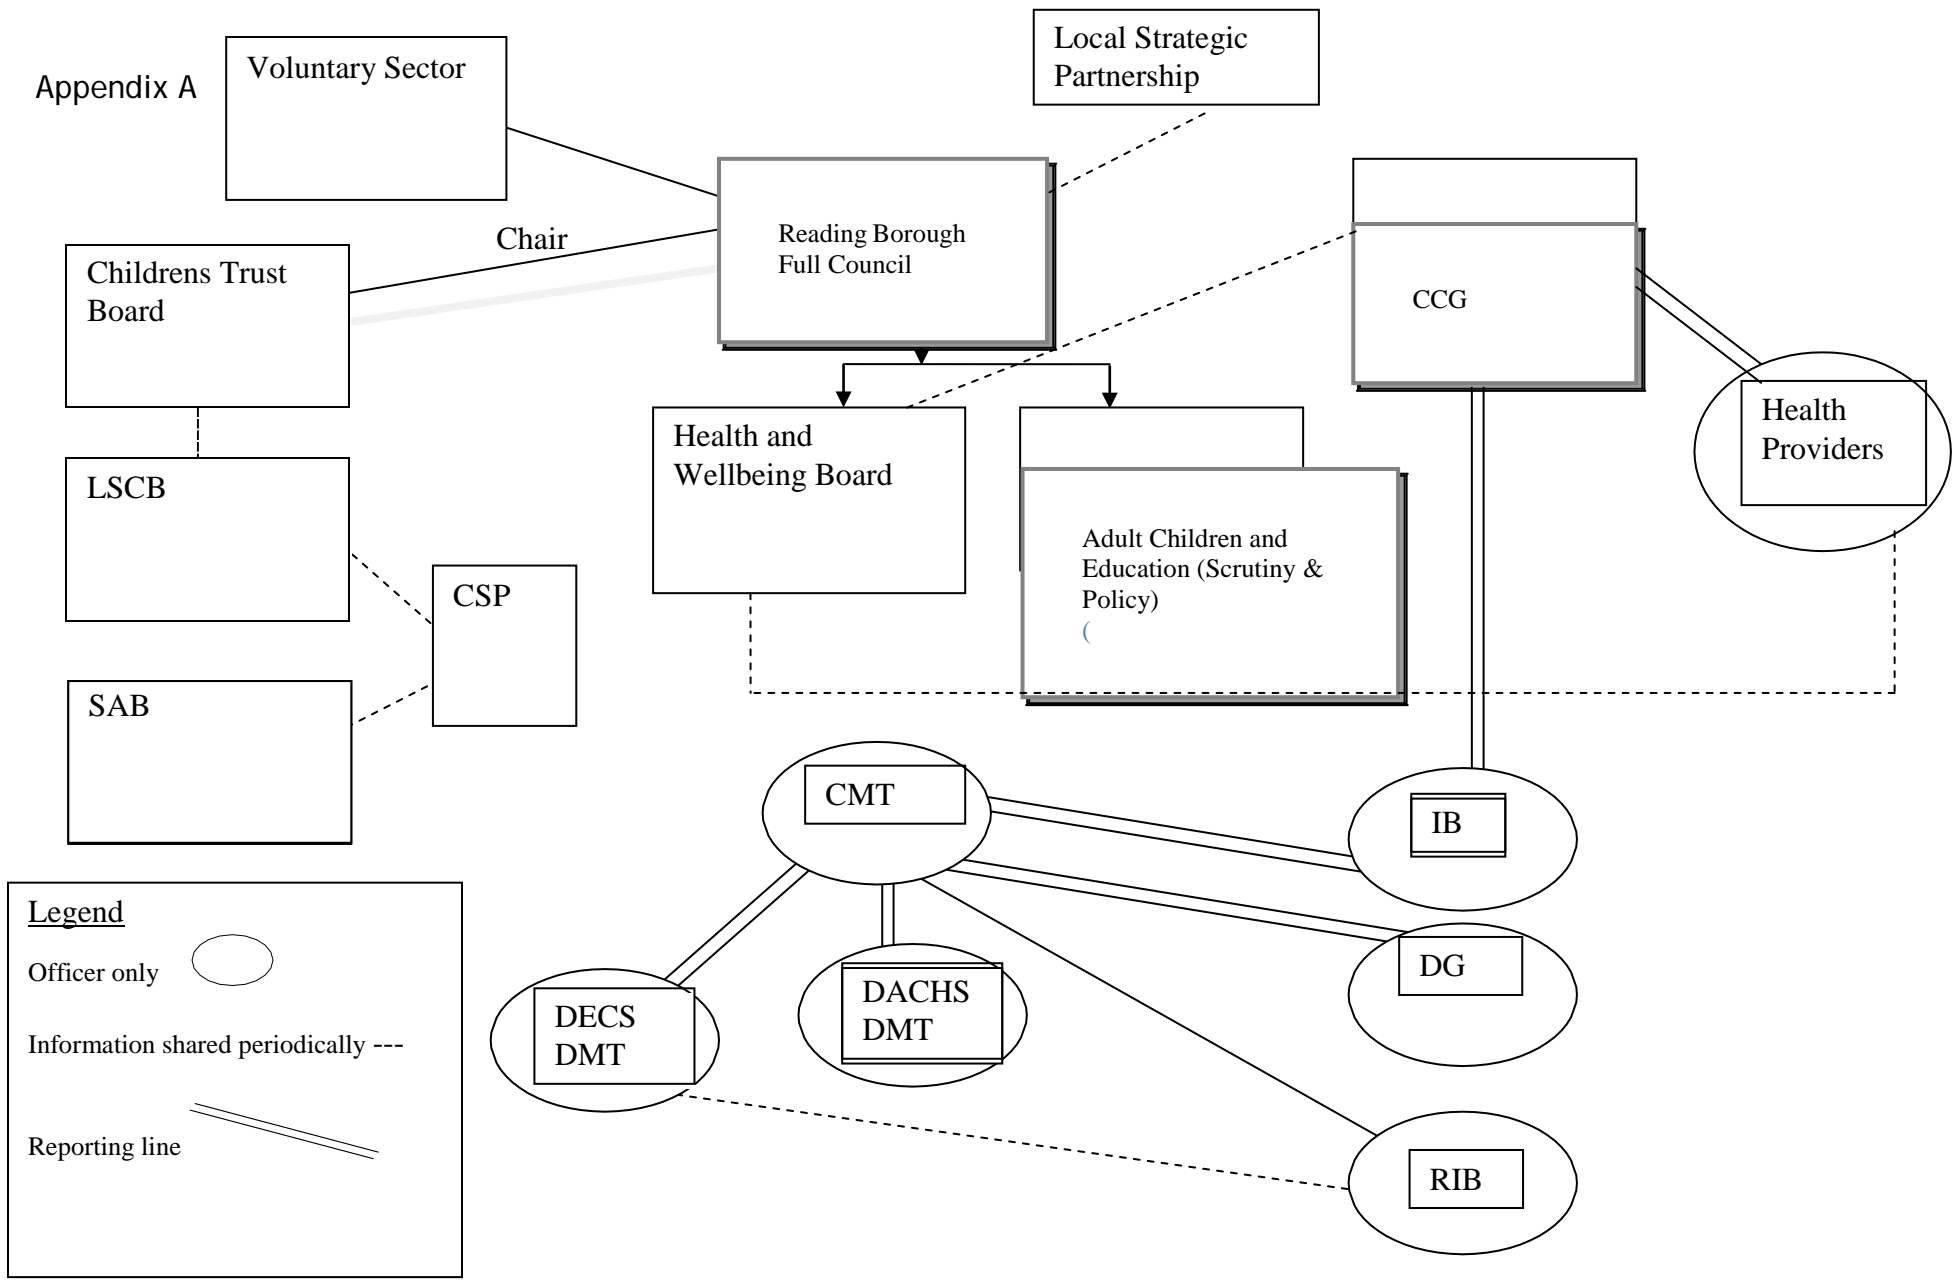 Appendix A
Voluntary Sector
Local Strategic
Partnership
Chair
Reading Borough
Full Council
Childrens Trust
Board
CCG
Health
Providers
Health and
Wellbeing Board
LSCB
Adult Children and
Education (Scrutiny &
Policy)
(
CSP
SAB
CMT
IB
DG
DECS
DMT
DACHS
DMT
RIB
Legend
Officer only
Information shared periodically ---
Reporting line